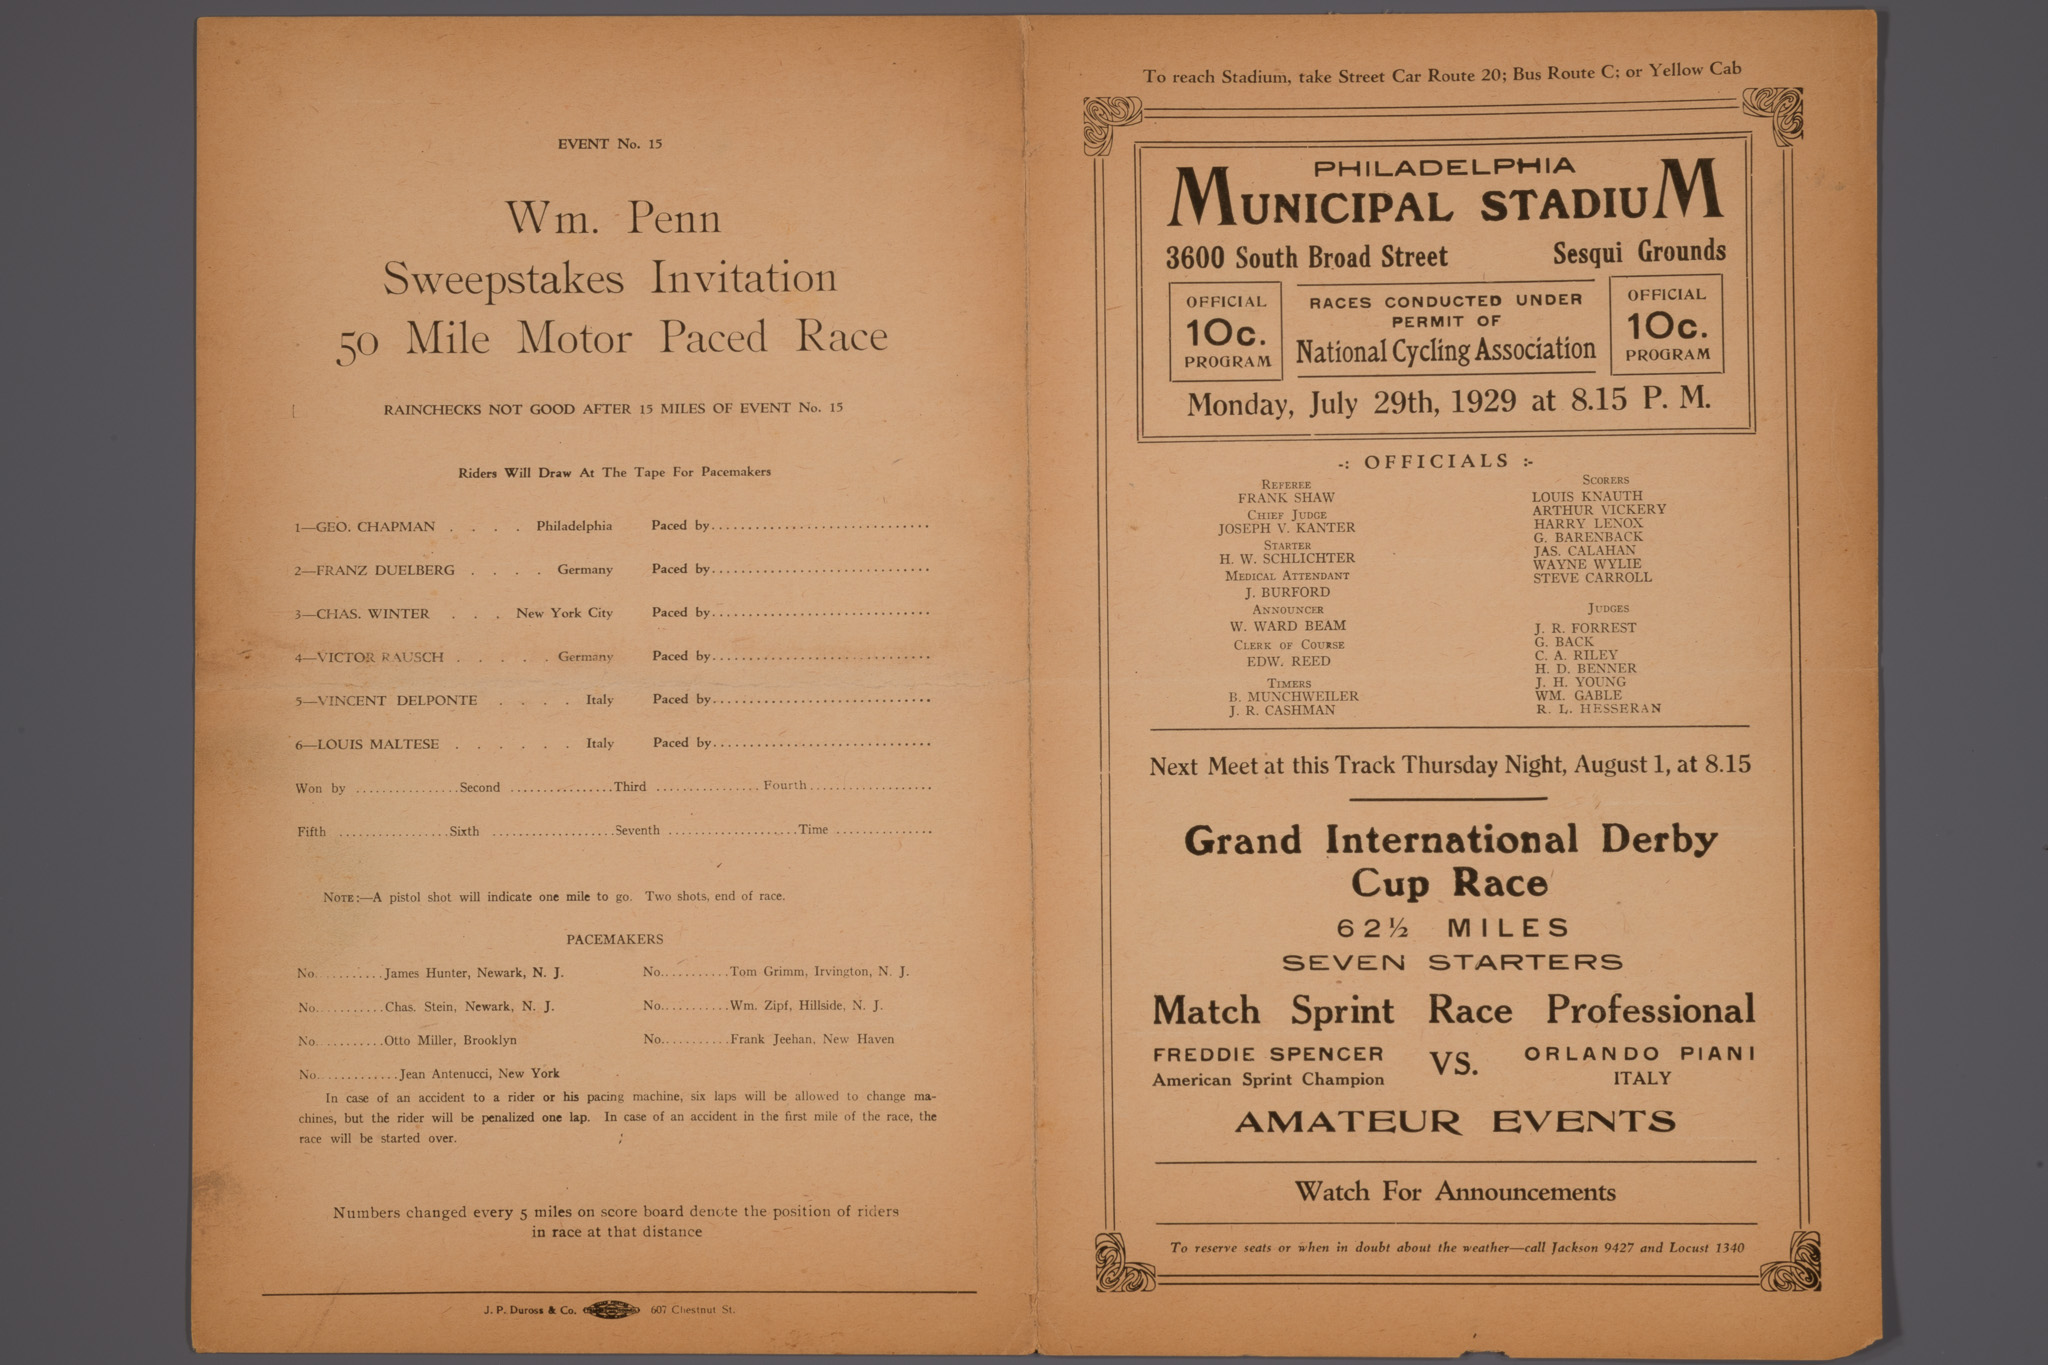 EVENT No. 15
Wm. Penn
Sweepstakes Invitation
50 Mile Motor Paced Race
RAINCHECKS NOT GOOD AFTER 15 MILES OF EVENT No. 15
Riders Will Draw At The Tape For Pacemakers
1—GEO. CHAPMAN . . . . Philadelphia Paced by..............................
2—FRANZ DUELBERG . . . . Germany Paced by..............................
3—CHAS. WINTER . . . New York City Paced by..............................
4—VICTOR RAUSCH . . . . . Germany Paced by..............................
5—VINCENT DELPONTE . . . . Italy Paced by..............................
6—LOUIS MALTESE . . . . . . Italy Paced by..............................
Won by ................Second ................Third ................ Fourth...................
Fifth .................Sixth ...................Seventh ....................Time ...............
NOTE:—A pistol shot will indicate one mile to go. Two shots, end of race.
PACEMAKERS
No...........James Hunter, Newark, N. J. No...........Tom Grimm, Irvington, N. J.
No...........Chas. Stein, Newark, N. J. No...........Wm. Zipf, Hillside, N. J.
No...........Otto Miller, Brooklyn No...........Frank Jeehan, New Haven
No.............Jean Antenucci, New York
In case of an accident to a rider or his pacing machine, six laps will be allowed to change ma-
chines, but the rider will be penalized one lap. In case of an accident in the first mile of the race, the
race will be started over.
Numbers changed every 5 miles on score board denote the position of riders
in race at that distance
J. P. Duross & Co. 607 Chestnut St.
To reach Stadium, take Street Car Route 20; Bus Route C; or Yellow Cab
PHILADELPHIA
MUNICIPAL STADIUM
3600 South Broad Street Sesqui Grounds
OFFICIAL
10c.
PROGRAM
RACES CONDUCTED UNDER
PERMIT OF
National Cycling Association
OFFICIAL
10c.
PROGRAM
Monday, July 29th, 1929 at 8.15 P. M.
-: OFFICIALS :-
REFEREE
FRANK SHAW
CHIEF JUDGE
JOSEPH V. KANTER
STARTER
H. W. SCHLICHTER
MEDICAL ATTENDANT
J. BURFORD
ANNOUNCER
W. WARD BEAM
CLERK OF COURSE
EDW. REED
TIMERS
B. MUNCHWEILER
J. R. CASHMAN
SCORERS
LOUIS KNAUTH
ARTHUR VICKERY
HARRY LENOX
G. BARENBACK
JAS. CALAHAN
WAYNE WYLIE
STEVE CARROLL
JUDGES
J. R. FORREST
G. BACK
C. A. RILEY
H. D. BENNER
J. H. YOUNG
WM. GABLE
R. L. HESSERAN
Next Meet at this Track Thursday Night, August 1, at 8.15
Grand International Derby
Cup Race
62½ MILES
SEVEN STARTERS
Match Sprint Race Professional
FREDDIE SPENCER VS. ORLANDO PIANI
American Sprint Champion ITALY
AMATEUR EVENTS
Watch For Announcements
To reserve seats or when in doubt about the weather—call Jackson 9427 and Locust 1340